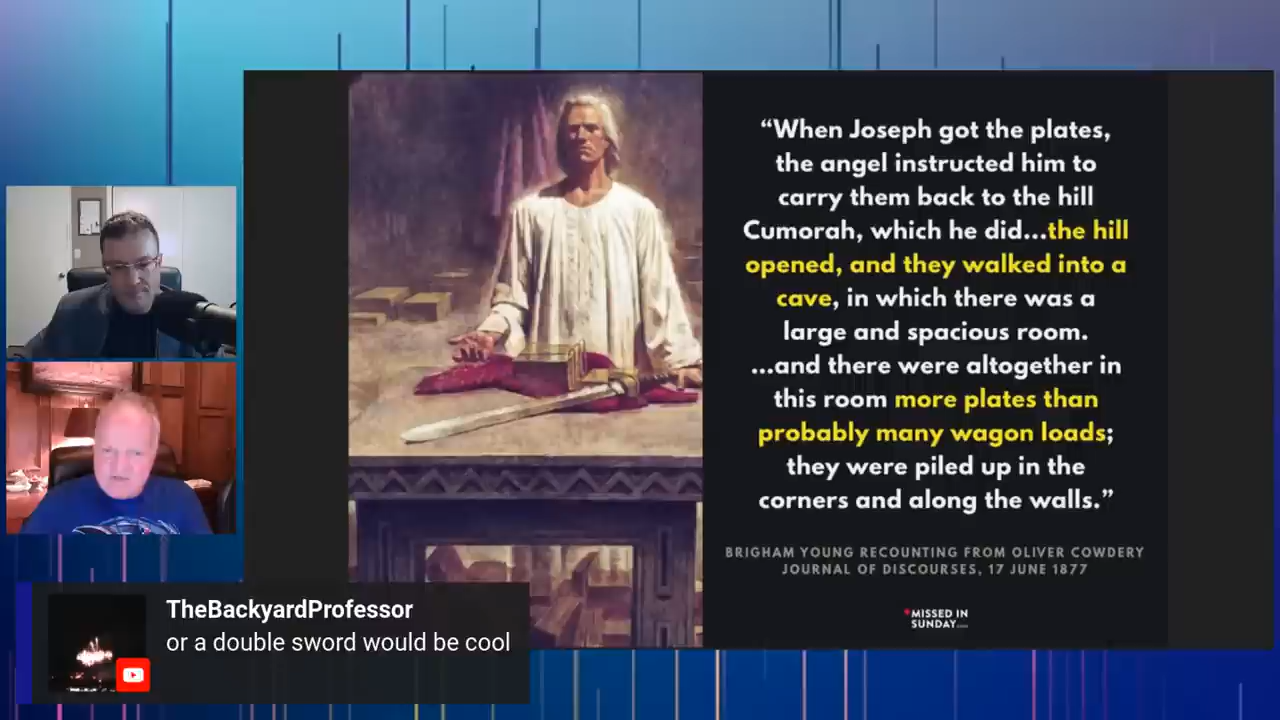 “When Joseph got the plates,
the angel instructed him to
carry them back to the hill
Cumorah, which he did...the hill
opened, and they walked into a
cave, in which there was a
large and spacious room.
...and there were altogether in
this room more plates than
probably many wagon loads;
they were piled up in the
corners and along the walls.”
BRIGHAM YOUNG RECOUNTING FROM OLIVER COWDERY
JOURNAL OF DISCOURSES, 17 JUNE 1877
*MISSED IN
SUNDAY
TheBackyardProfessor
or a double sword would be cool